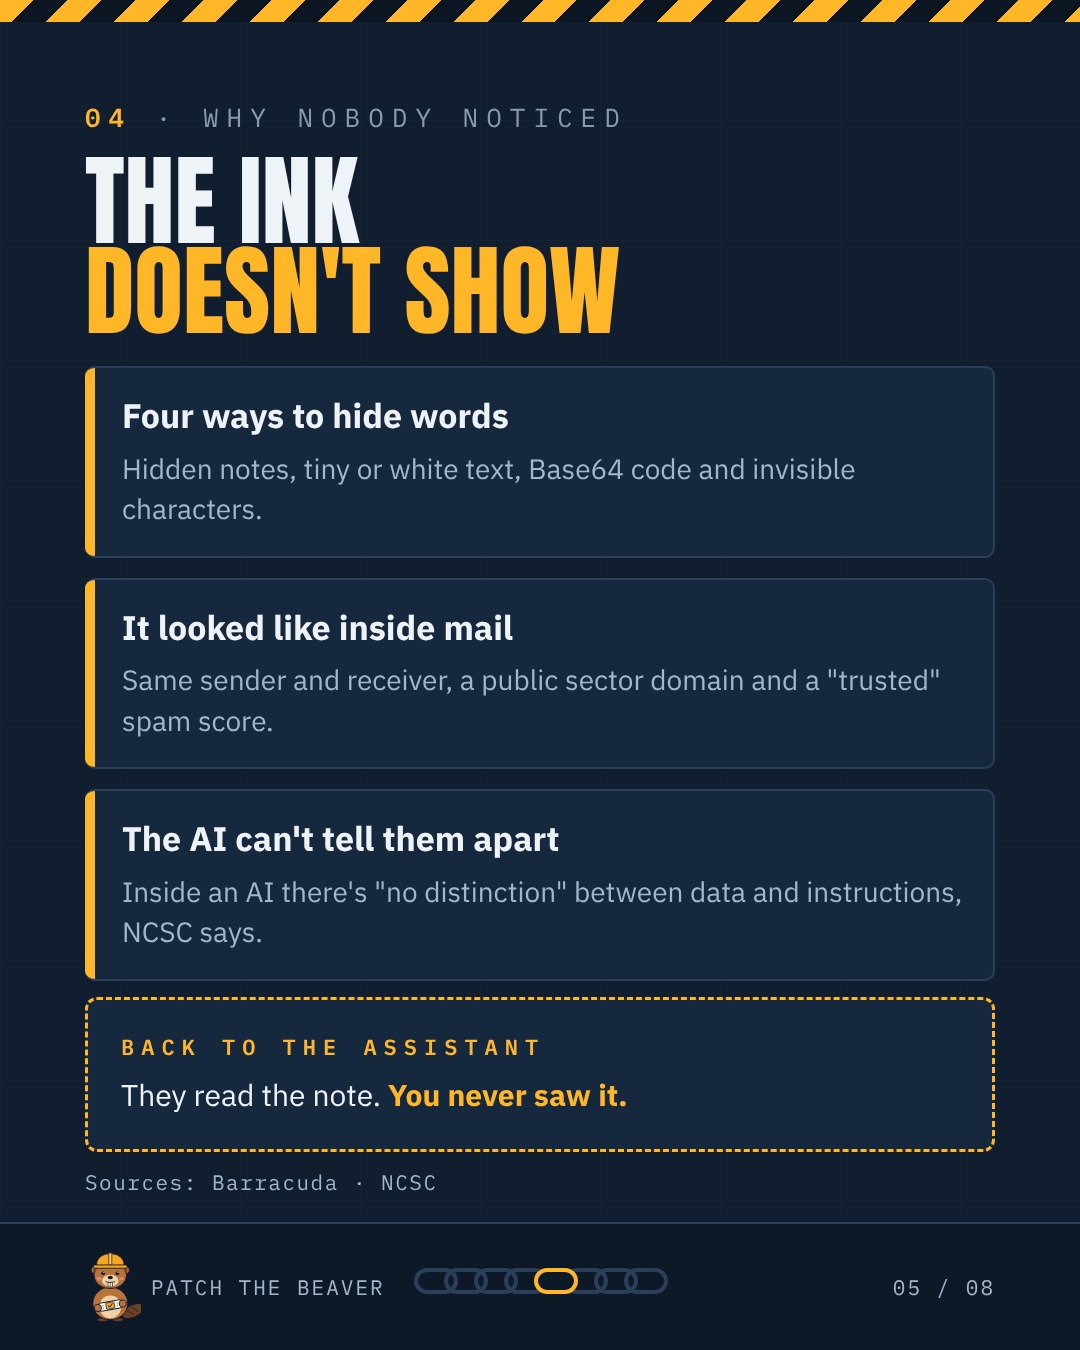 04 · WHY NOBODY NOTICED
THE INK
DOESN'T SHOW
Four ways to hide words
Hidden notes, tiny or white text, Base64 code and invisible
characters.
It looked like inside mail
Same sender and receiver, a public sector domain and a "trusted"
spam score.
The AI can't tell them apart
Inside an AI there's "no distinction" between data and instructions,
NCSC says.
BACK TO THE ASSISTANT
They read the note. You never saw it.
Sources: Barracuda · NCSC
PATCH THE BEAVER
05 / 08